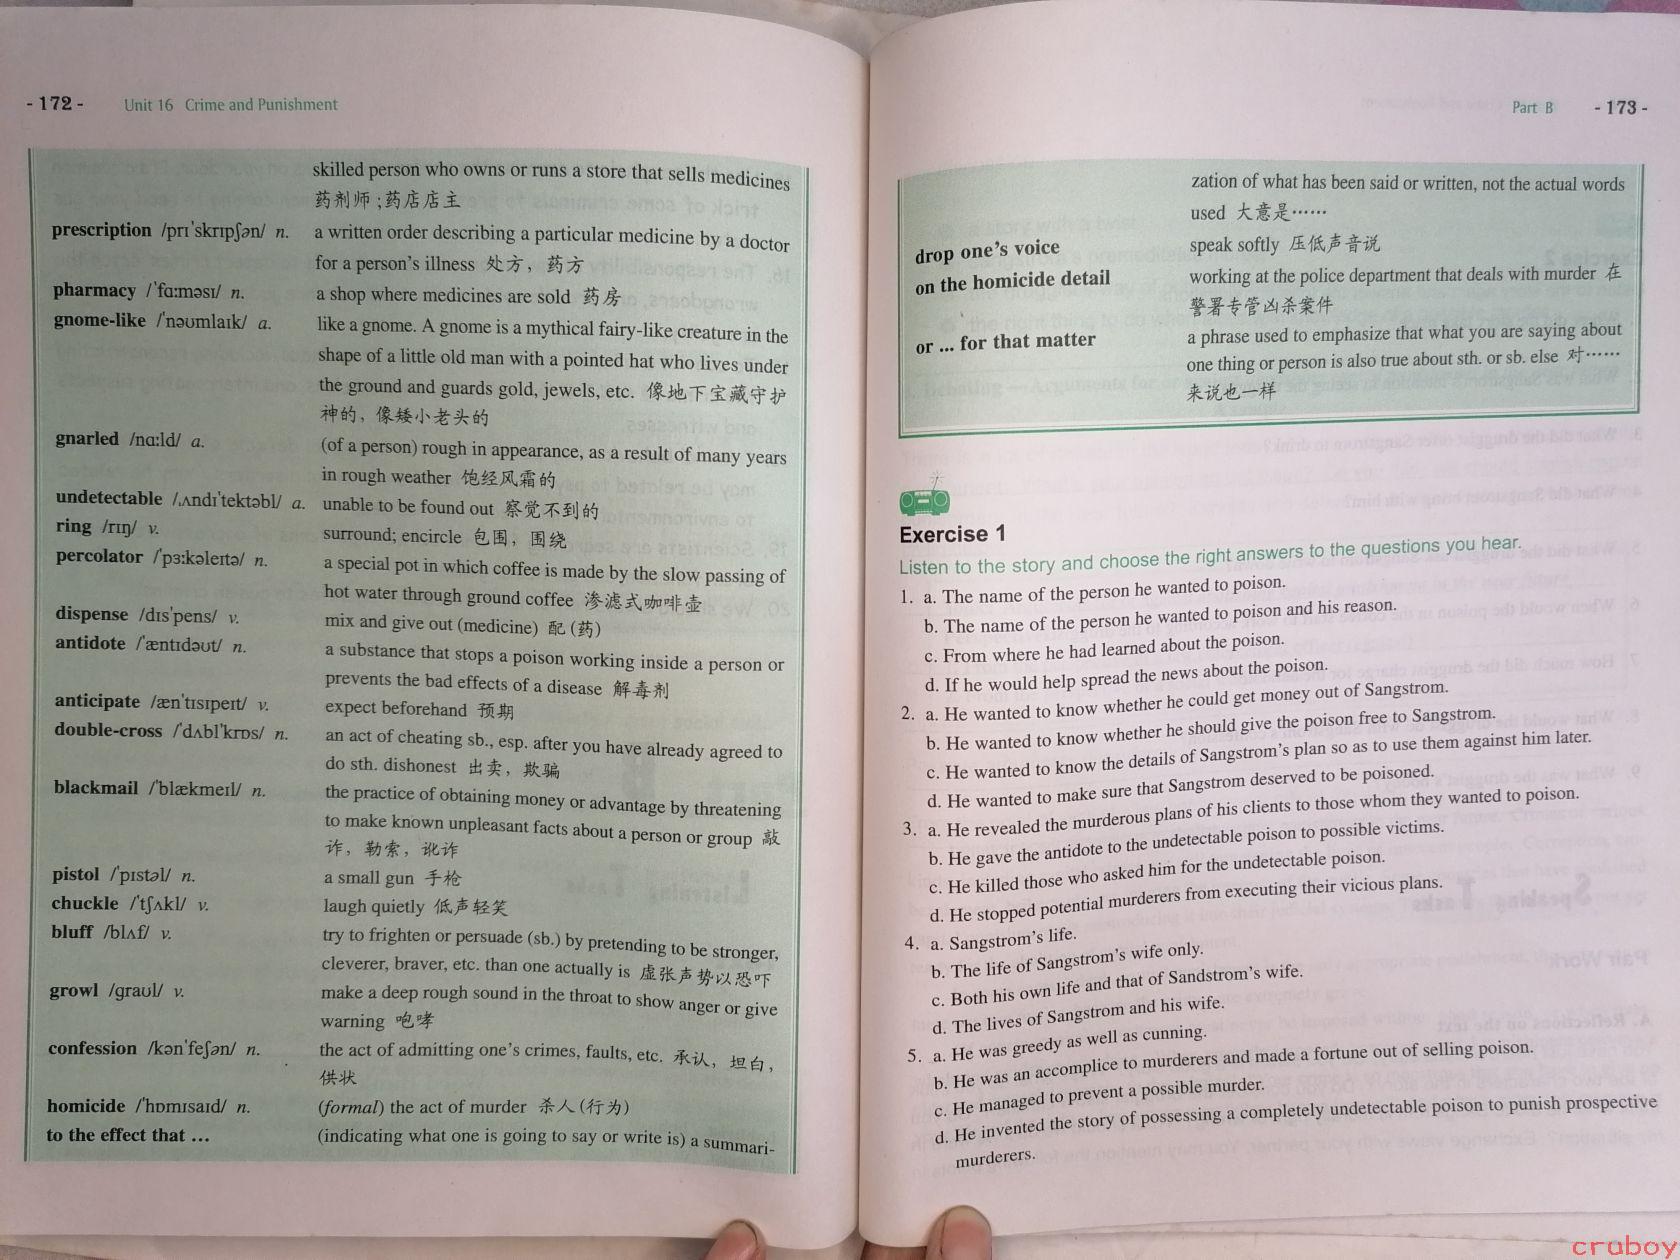 - 172 - Unit 16 Crime and Punishment
skilled person who owns or runs a store that sells medicines
药剂师;药店店主
prescription /prɪˈskrɪpʃən/ n. a written order describing a particular medicine by a doctor
for a person's illness 处方，药方
pharmacy /ˈfɑːməsɪ/ n. a shop where medicines are sold 药房
gnome-like /ˈnəʊmlaɪk/ a. like a gnome. A gnome is a mythical fairy-like creature in the
shape of a little old man with a pointed hat who lives under
the ground and guards gold, jewels, etc. 像地下宝藏守护
神的，像矮小老头的
gnarled /nɑːld/ a. (of a person) rough in appearance, as a result of many years
in rough weather 饱经风霜的
undetectable /ˌʌndɪˈtektəbl/ a. unable to be found out 察觉不到的
ring /rɪŋ/ v. surround; encircle 包围，围绕
percolator /ˈpɜːkəleɪtə/ n. a special pot in which coffee is made by the slow passing of
hot water through ground coffee 渗滤式咖啡壶
dispense /dɪsˈpens/ v. mix and give out (medicine) 配(药)
antidote /ˈæntɪdəʊt/ n. a substance that stops a poison working inside a person or
prevents the bad effects of a disease 解毒剂
anticipate /ænˈtɪsɪpeɪt/ v. expect beforehand 预期
double-cross /ˈdʌblˈkrɒs/ n. an act of cheating sb., esp. after you have already agreed to
do sth. dishonest 出卖，欺骗
blackmail /ˈblækmeɪl/ n. the practice of obtaining money or advantage by threatening
to make known unpleasant facts about a person or group 敲
诈，勒索，讹诈
pistol /ˈpɪstəl/ n. a small gun 手枪
chuckle /ˈtʃʌkl/ v. laugh quietly 低声轻笑
bluff /blʌf/ v. try to frighten or persuade (sb.) by pretending to be stronger,
cleverer, braver, etc. than one actually is 虚张声势以恐吓
growl /graʊl/ v. make a deep rough sound in the throat to show anger or give
warning 咆哮
confession /kənˈfeʃən/ n. the act of admitting one's crimes, faults, etc. 承认，坦白，
供状
homicide /ˈhɒmɪsaɪd/ n. (formal) the act of murder 杀人(行为)
to the effect that ... (indicating what one is going to say or write is) a summari-
Part B - 173 -
zation of what has been said or written, not the actual words
used 大意是……
drop one's voice speak softly 压低声音说
on the homicide detail working at the police department that deals with murder 在
警署专管凶杀案件
or ... for that matter a phrase used to emphasize that what you are saying about
one thing or person is also true about sth. or sb. else 对……
来说也一样
Exercise 1
Listen to the story and choose the right answers to the questions you hear.
1. a. The name of the person he wanted to poison.
b. The name of the person he wanted to poison and his reason.
c. From where he had learned about the poison.
d. If he would help spread the news about the poison.
2. a. He wanted to know whether he could get money out of Sangstrom.
b. He wanted to know whether he should give the poison free to Sangstrom.
c. He wanted to know the details of Sangstrom's plan so as to use them against him later.
d. He wanted to make sure that Sangstrom deserved to be poisoned.
3. a. He revealed the murderous plans of his clients to those whom they wanted to poison.
b. He gave the antidote to the undetectable poison to possible victims.
c. He killed those who asked him for the undetectable poison.
d. He stopped potential murderers from executing their vicious plans.
4. a. Sangstrom's life.
b. The life of Sangstrom's wife only.
c. Both his own life and that of Sandstrom's wife.
d. The lives of Sangstrom and his wife.
5. a. He was greedy as well as cunning.
b. He was an accomplice to murderers and made a fortune out of selling poison.
c. He managed to prevent a possible murder.
d. He invented the story of possessing a completely undetectable poison to punish prospective
murderers.
cruboy